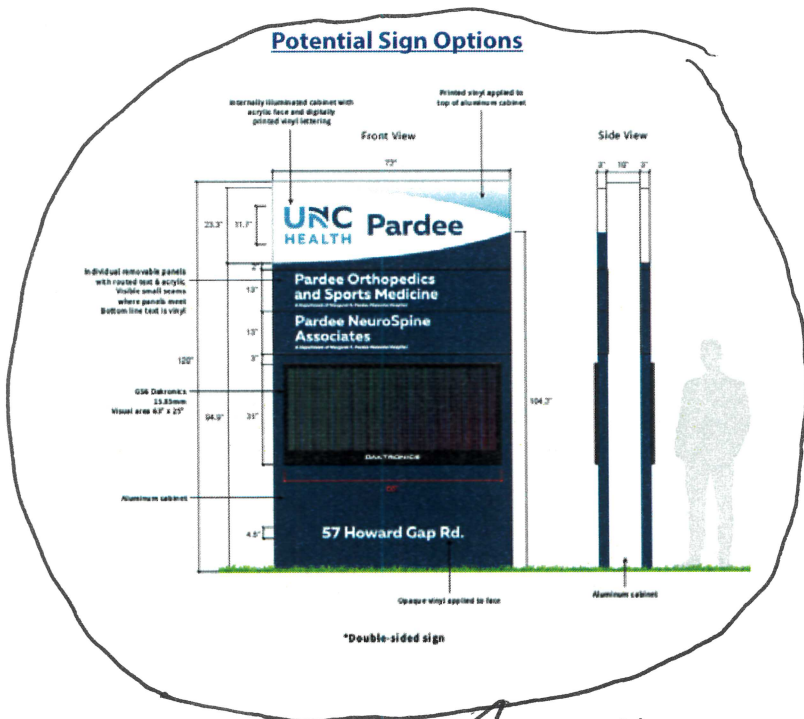 Potential Sign Options
Internally illuminated cabinet with
acrylic face and digitally
printed vinyl lettering
Printed vinyl applied to
top of aluminum cabinet
Front View
Side View
72"
3" 18" 3"
23.3"
11.7"
UNC
HEALTH
Pardee
Individual removable panels
with routed text & acrylic
Visible small seams
where panels meet
Bottom line text is vinyl
2"
13"
Pardee Orthopedics
and Sports Medicine
13"
Pardee NeuroSpine
Associates
3"
120"
GS6 Daktronics
15.85mm
Visual area 63" x 25"
94.9"
31"
104.3"
DAKTRONICS
Aluminum cabinet
4.5"
57 Howard Gap Rd.
Opaque vinyl applied to face
Aluminum cabinet
*Double-sided sign